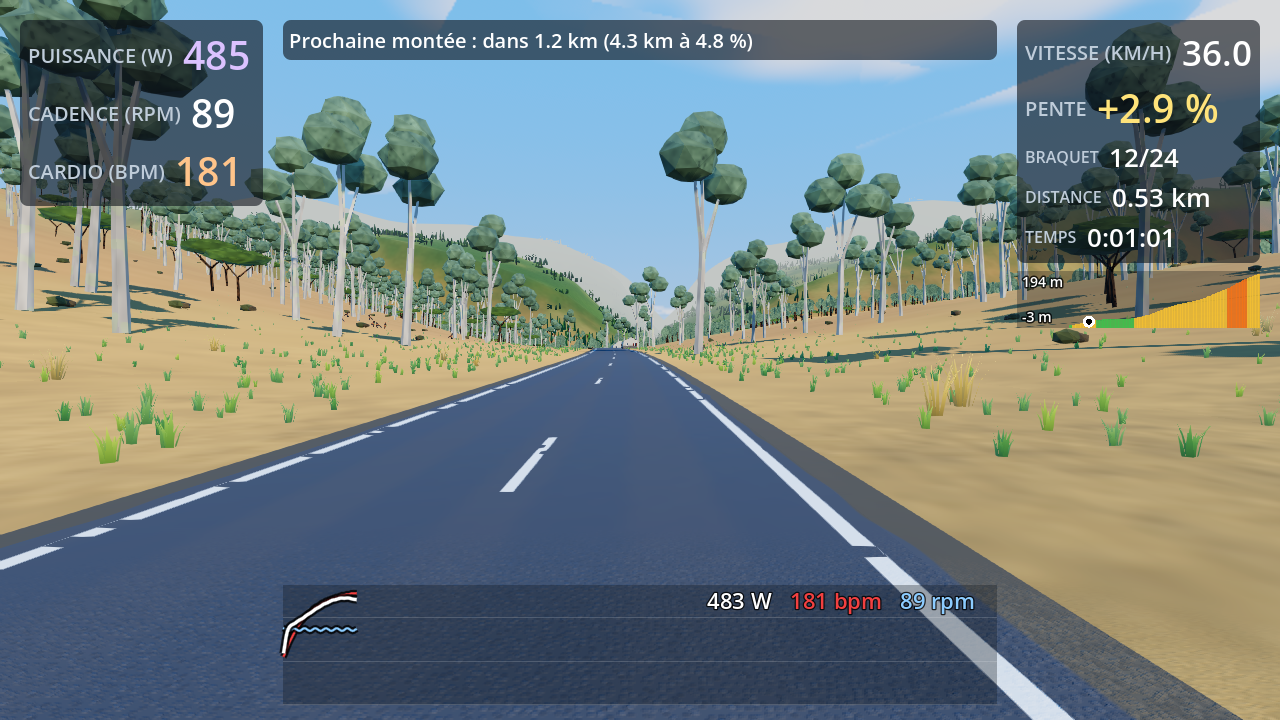 PUISSANCE (W) 485
CADENCE (RPM) 89
CARDIO (BPM) 181
Prochaine montée : dans 1.2 km (4.3 km à 4.8 %)
VITESSE (KM/H) 36.0
PENTE +2.9 %
BRAQUET 12/24
DISTANCE 0.53 km
TEMPS 0:01:01
194 m
-3 m
483 W 181 bpm 89 rpm